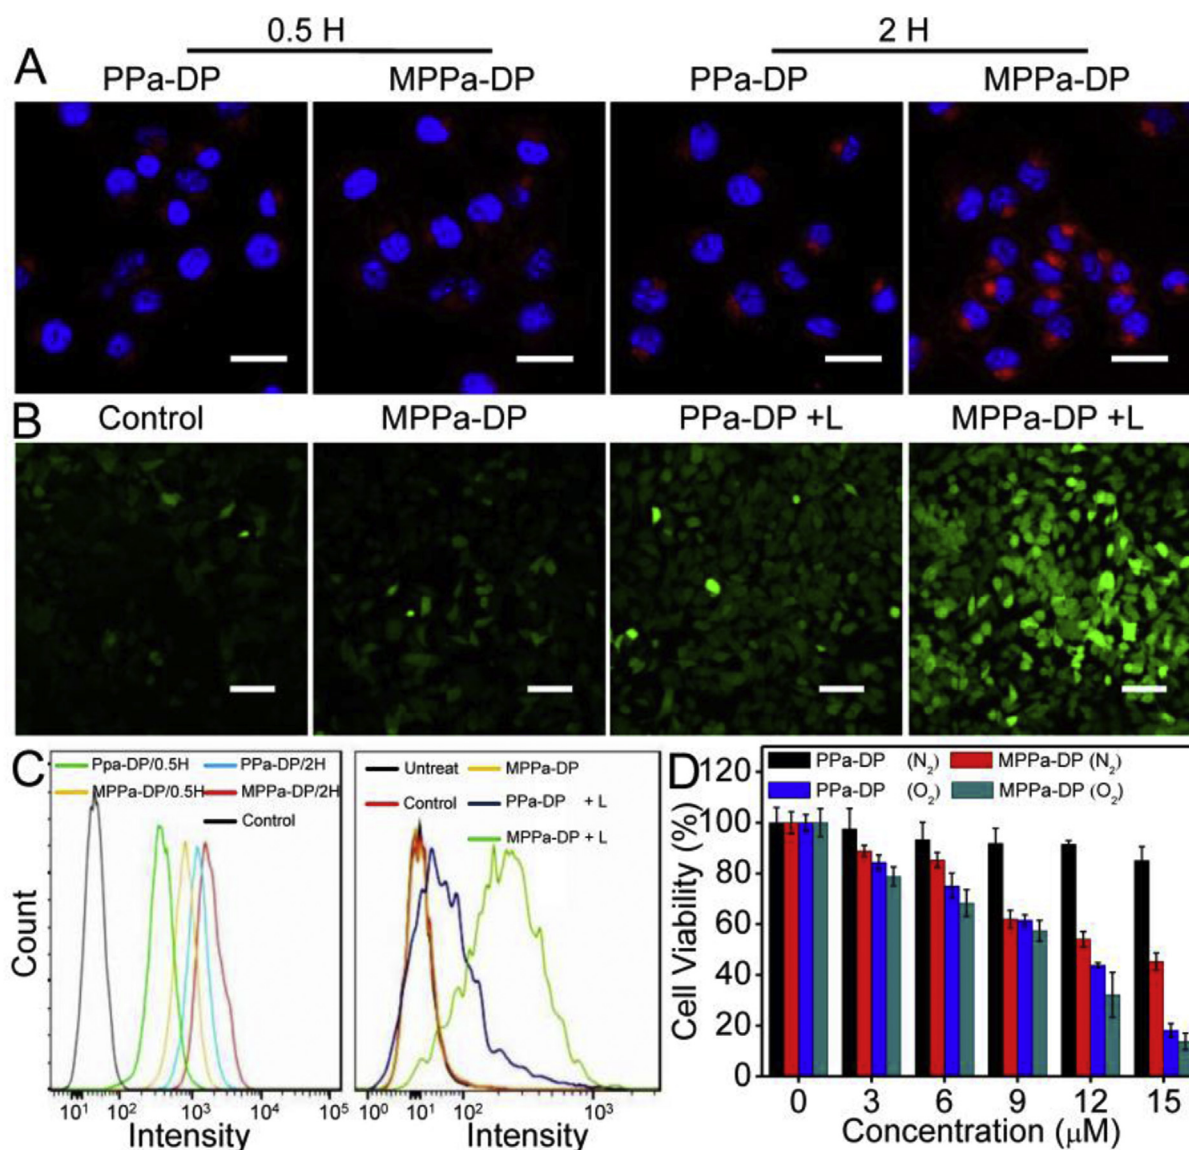 0.5 H 2 H
A PPa-DP MPPa-DP PPa-DP MPPa-DP
B Control MPPa-DP PPa-DP +L MPPa-DP +L
C
Ppa-DP/0.5H PPa-DP/2H
MPPa-DP/0.5H MPPa-DP/2H
Control
Count
10¹ 10² 10³ 10⁴ 10⁵
Intensity
Untreat MPPa-DP
Control PPa-DP + L
MPPa-DP + L
10⁰ 10¹ 10² 10³
Intensity
D
PPa-DP (N₂) MPPa-DP (N₂)
PPa-DP (O₂) MPPa-DP (O₂)
Cell Viability (%)
120
100
80
60
40
20
0
0 3 6 9 12 15
Concentration (μM)